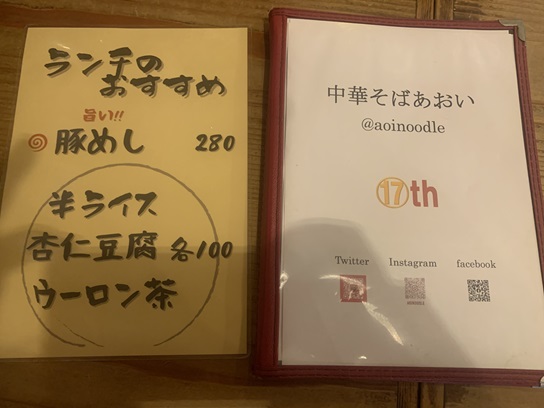 ランチの
おすすめ
旨い!!
豚めし 280
半ライス
杏仁豆腐 各100
ウーロン茶
中華そばあおい
@aoinoodle
17th
Twitter Instagram facebook